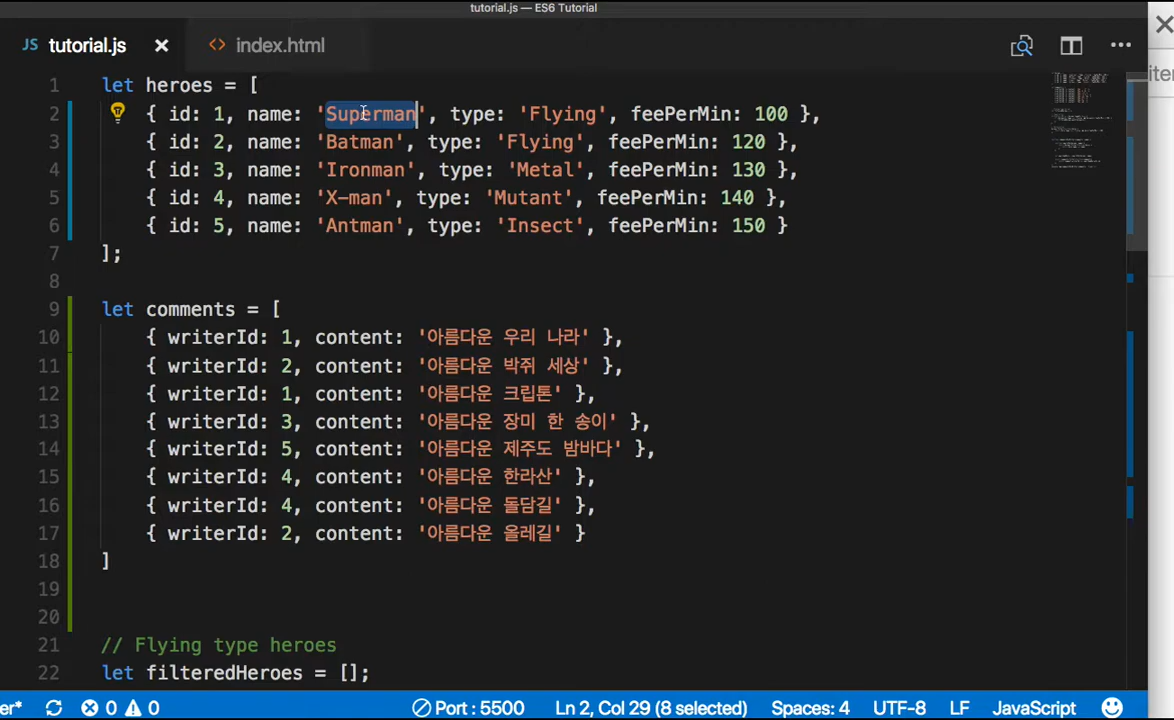 tutorial.js — ES6 Tutorial
JS tutorial.js × <> index.html
1 let heroes = [
2 { id: 1, name: 'Superman', type: 'Flying', feePerMin: 100 },
3 { id: 2, name: 'Batman', type: 'Flying', feePerMin: 120 },
4 { id: 3, name: 'Ironman', type: 'Metal', feePerMin: 130 },
5 { id: 4, name: 'X-man', type: 'Mutant', feePerMin: 140 },
6 { id: 5, name: 'Antman', type: 'Insect', feePerMin: 150 }
7 ];
8
9 let comments = [
10 { writerId: 1, content: '아름다운 우리 나라' },
11 { writerId: 2, content: '아름다운 박쥐 세상' },
12 { writerId: 1, content: '아름다운 크립톤' },
13 { writerId: 3, content: '아름다운 장미 한 송이' },
14 { writerId: 5, content: '아름다운 제주도 밤바다' },
15 { writerId: 4, content: '아름다운 한라산' },
16 { writerId: 4, content: '아름다운 돌담길' },
17 { writerId: 2, content: '아름다운 올레길' }
18 ]
19
20
21 // Flying type heroes
22 let filteredHeroes = [];
er* 0 0 Port : 5500 Ln 2, Col 29 (8 selected) Spaces: 4 UTF-8 LF JavaScript